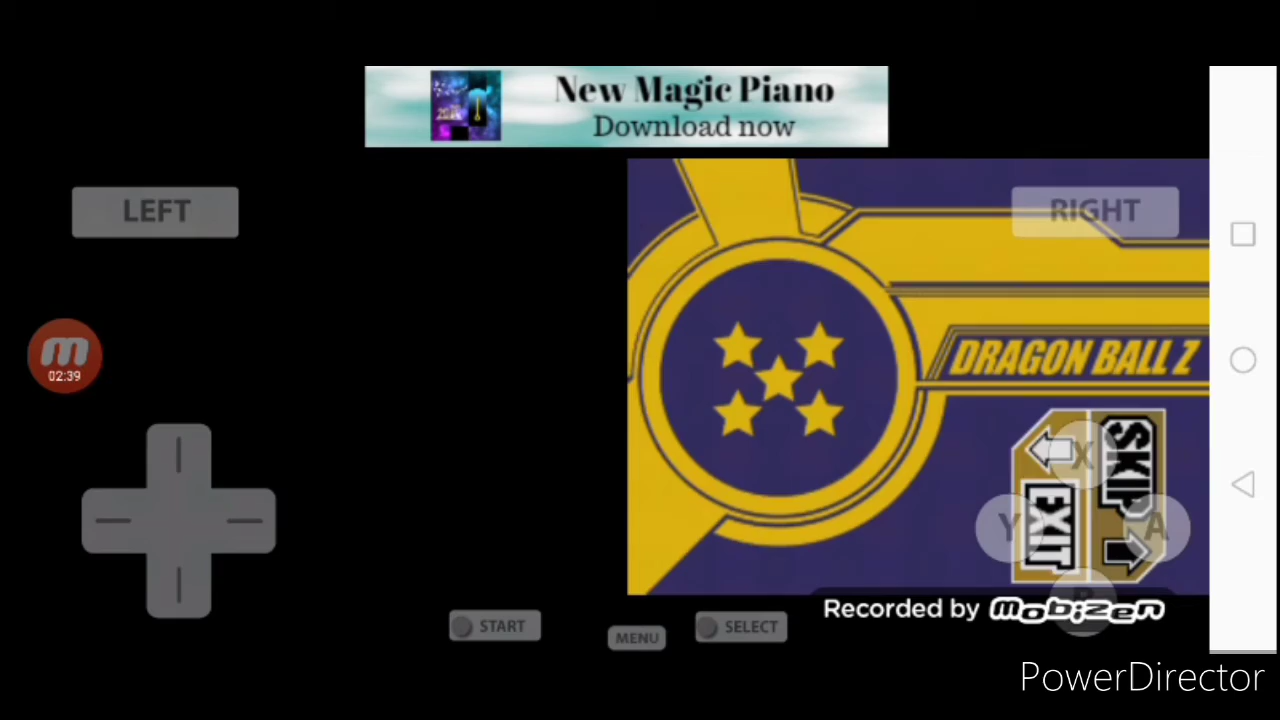 New Magic Piano
Download now
LEFT
RIGHT
m
02:39
DRAGON BALL Z
SKIP
EXIT
X
Y
A
B
START
MENU
SELECT
Recorded by mobizen
PowerDirector